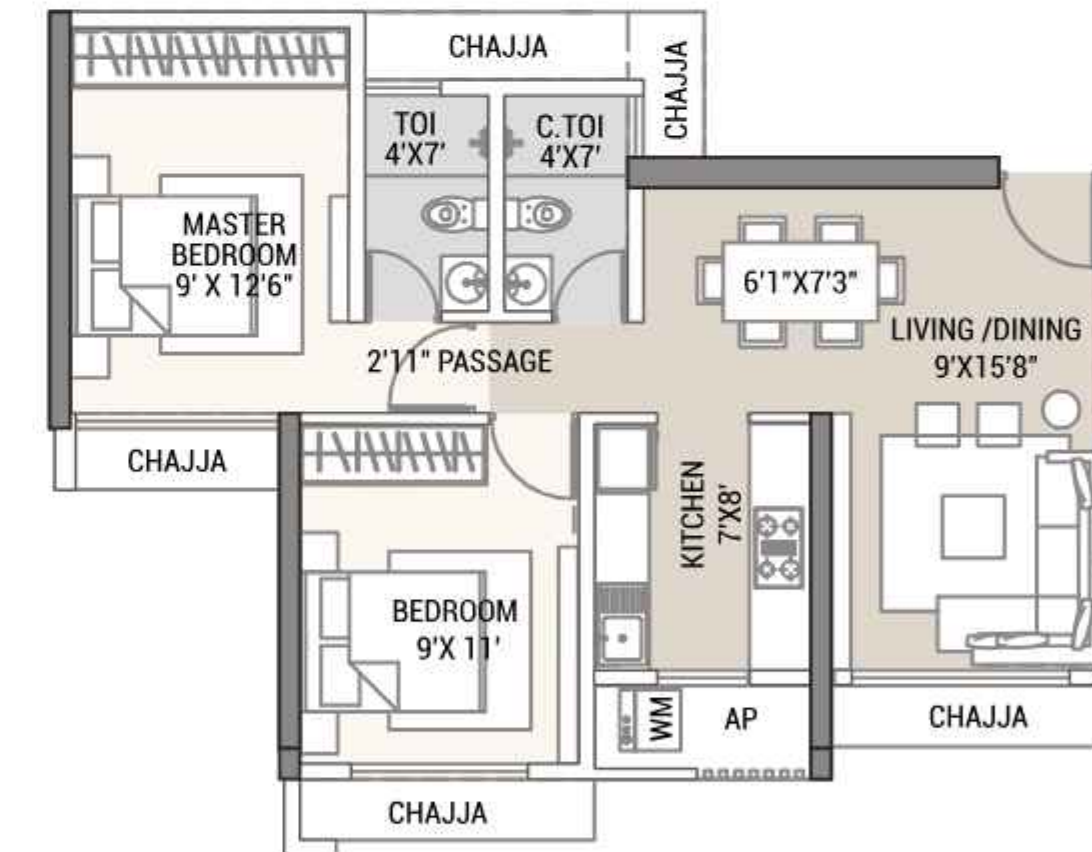 CHAJJA
CHAJJA
TOI
4'X7'
C.TOI
4'X7'
MASTER
BEDROOM
9' X 12'6"
6'1"X7'3"
LIVING /DINING
9'X15'8"
2'11" PASSAGE
CHAJJA
KITCHEN
7'X8'
BEDROOM
9'X 11'
WM
AP
CHAJJA
CHAJJA